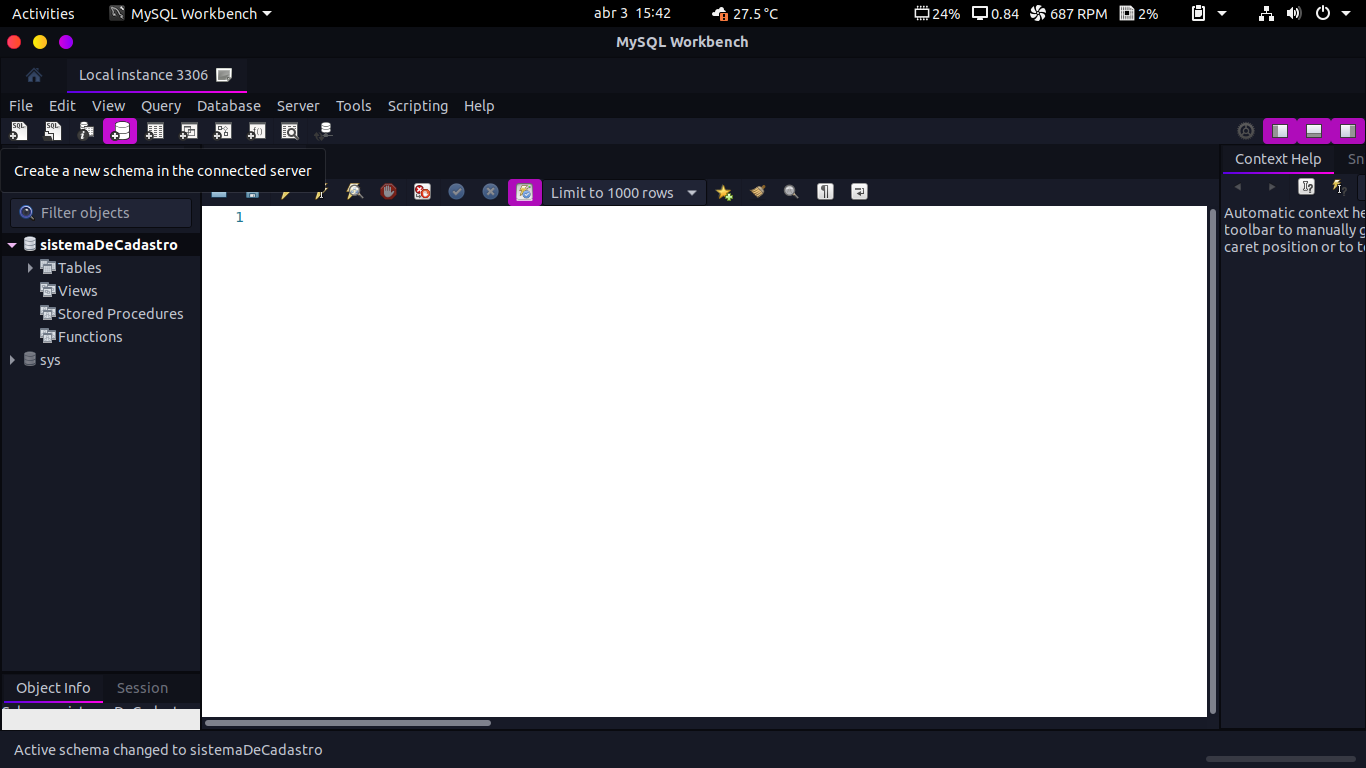 Activities MySQL Workbench abr 3 15:42 27.5 °C 24% 0.84 687 RPM 2%
MySQL Workbench
Local instance 3306
File Edit View Query Database Server Tools Scripting Help
Create a new schema in the connected server
Context Help Sn
Limit to 1000 rows
Filter objects
Automatic context he
toolbar to manually g
caret position or to t
1
sistemaDeCadastro
Tables
Views
Stored Procedures
Functions
sys
Object Info Session
Active schema changed to sistemaDeCadastro